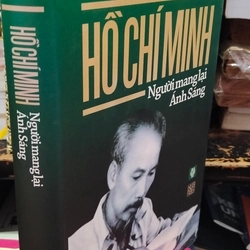 HỒ CHÍ MINH
Người mang lại
Ánh Sáng
HỒ CHÍ MINH
Người mang lại
Ánh Sáng